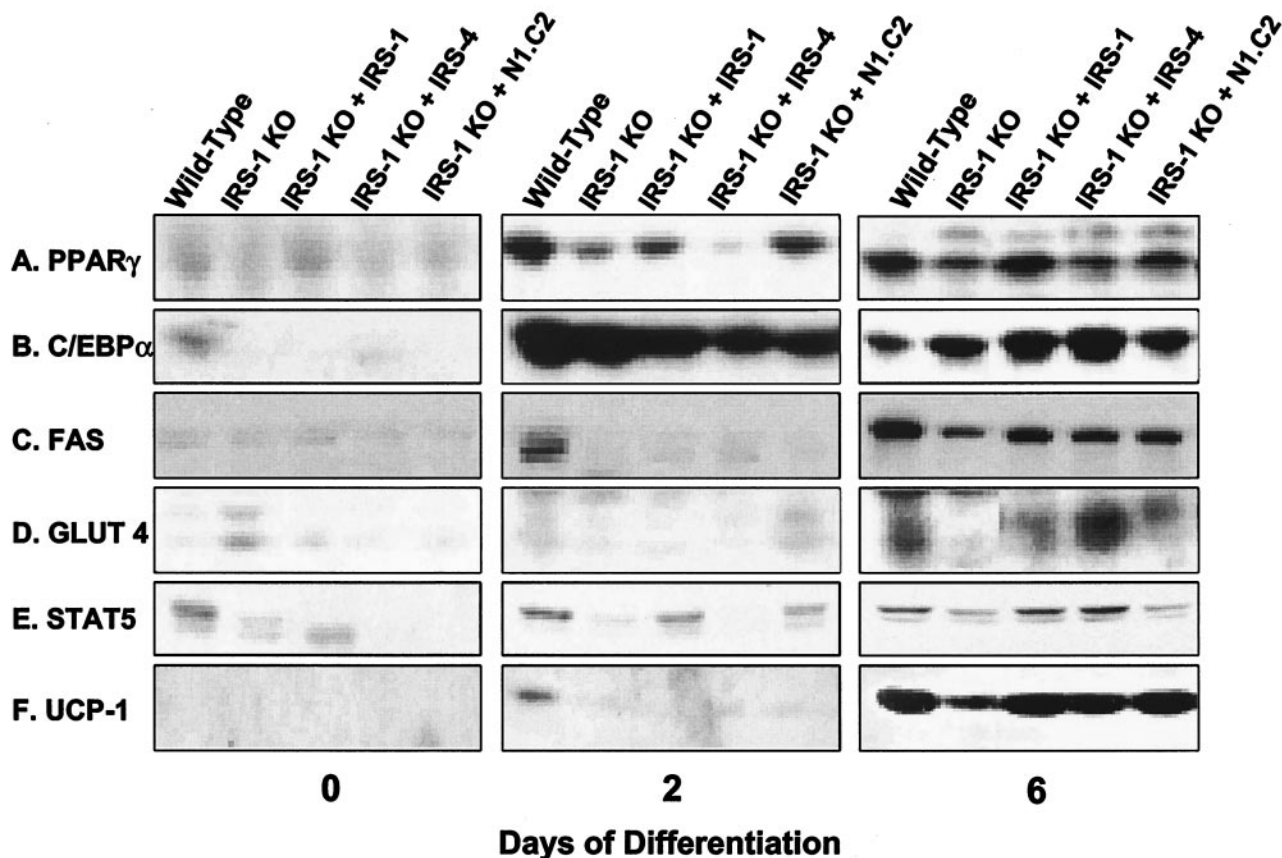 Wild-Type
IRS-1 KO
IRS-1 KO + IRS-1
IRS-1 KO + IRS-4
IRS-1 KO + N1.C2
Wild-Type
IRS-1 KO
IRS-1 KO + IRS-1
IRS-1 KO + IRS-4
IRS-1 KO + N1.C2
Wild-Type
IRS-1 KO
IRS-1 KO + IRS-1
IRS-1 KO + IRS-4
IRS-1 KO + N1.C2
A. PPARγ
B. C/EBPα
C. FAS
D. GLUT 4
E. STAT5
F. UCP-1
0 2 6
Days of Differentiation